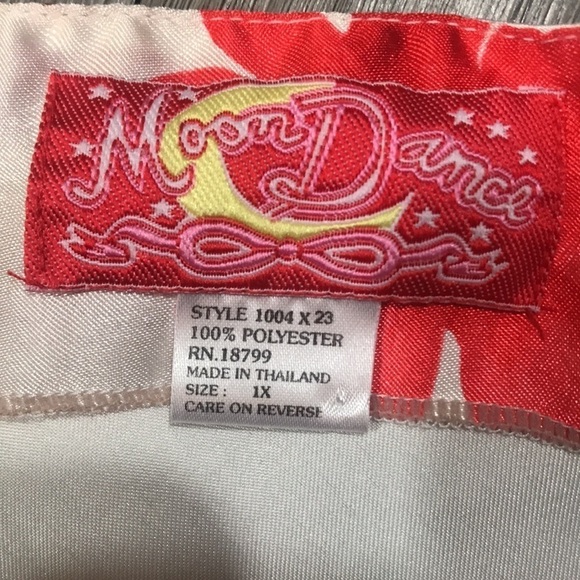 Moon Dance
STYLE 1004 X 23
100% POLYESTER
RN.18799
MADE IN THAILAND
SIZE : 1X
CARE ON REVERSE